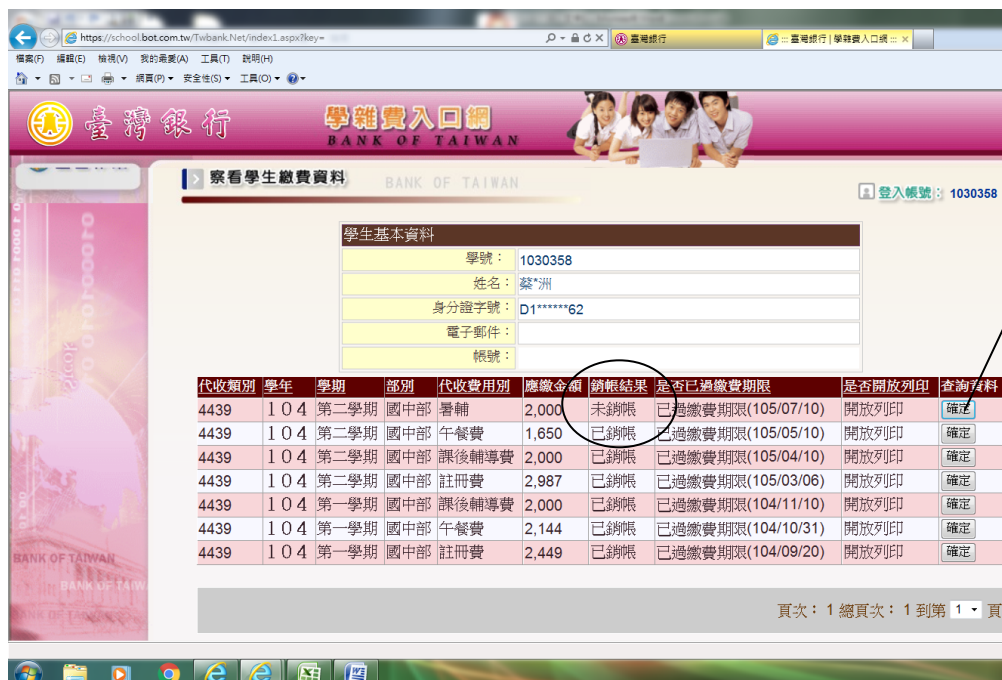 https://school.bot.com.tw/Twbank.Net/index1.aspx?key=
臺灣銀行
::: 臺灣銀行 | 學雜費入口網 :::
檔案(F) 編輯(E) 檢視(V) 我的最愛(A) 工具(T) 說明(H)
網頁(P) 安全性(S) 工具(O)
臺灣銀行
學雜費入口網
BANK OF TAIWAN
察看學生繳費資料
BANK OF TAIWAN
登入帳號： 1030358
學生基本資料
學號： 1030358
姓名： 蔡*洲
身分證字號： D1******62
電子郵件：
帳號：
代收類別 學年 學期 部別 代收費用別 應繳金額 銷帳結果 是否已過繳費期限 是否開放列印 查詢資料
4439 104 第二學期 國中部 暑輔 2,000 未銷帳 已過繳費期限(105/07/10) 開放列印 確定
4439 104 第二學期 國中部 午餐費 1,650 已銷帳 已過繳費期限(105/05/10) 開放列印 確定
4439 104 第二學期 國中部 課後輔導費 2,000 已銷帳 已過繳費期限(105/04/10) 開放列印 確定
4439 104 第二學期 國中部 註冊費 2,987 已銷帳 已過繳費期限(105/03/06) 開放列印 確定
4439 104 第一學期 國中部 課後輔導費 2,000 已銷帳 已過繳費期限(104/11/10) 開放列印 確定
4439 104 第一學期 國中部 午餐費 2,144 已銷帳 已過繳費期限(104/10/31) 開放列印 確定
4439 104 第一學期 國中部 註冊費 2,449 已銷帳 已過繳費期限(104/09/20) 開放列印 確定
BANK OF TAIWAN
BANK OF TAIW
頁次：1 總頁次：1 到第 1 頁